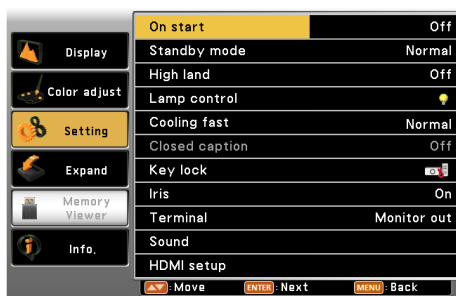 Display
Color adjust
Setting
Expand
Memory
Viewer
Info.
On start Off
Standby mode Normal
High land Off
Lamp control
Cooling fast Normal
Closed caption Off
Key lock
Iris On
Terminal Monitor out
Sound
HDMI setup
:Move ENTER :Next MENU :Back